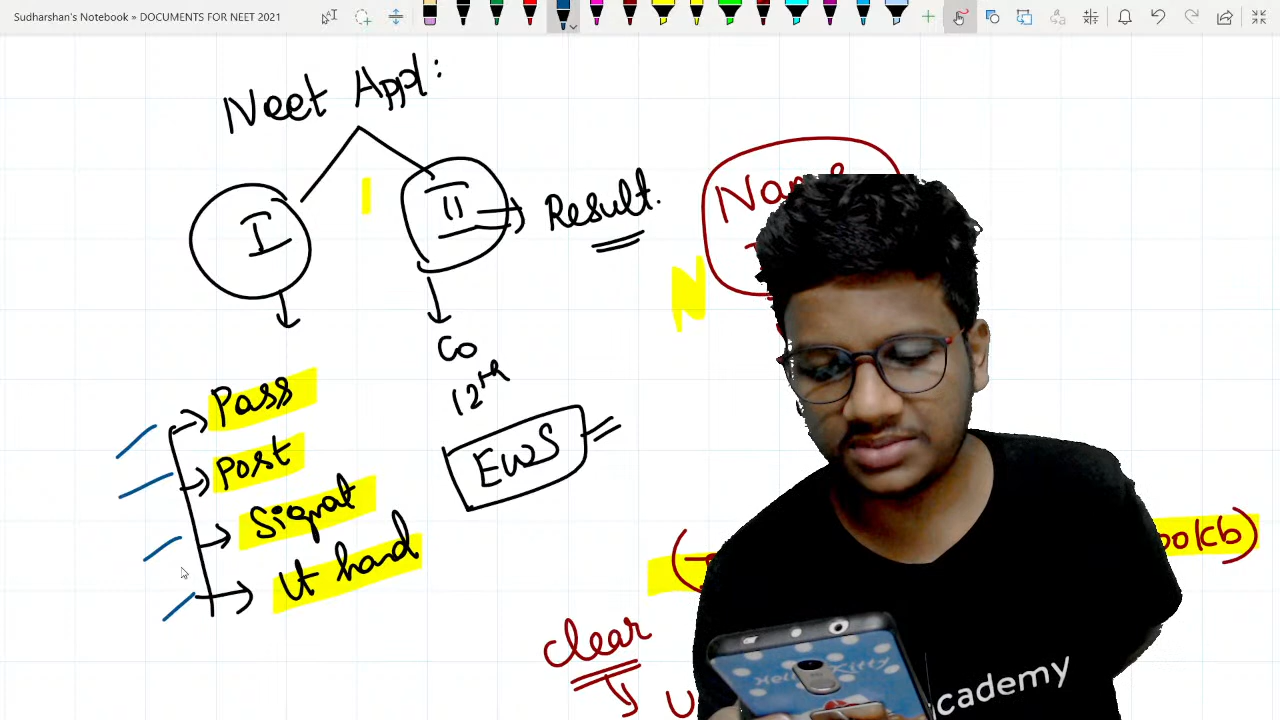 Sudharshan's Notebook » DOCUMENTS FOR NEET 2021
Neet Appl:
I
II
Result.
Name
N
Co
12th
EWS
Pass
Post
Signat
Lt hand
clear
U
cademy